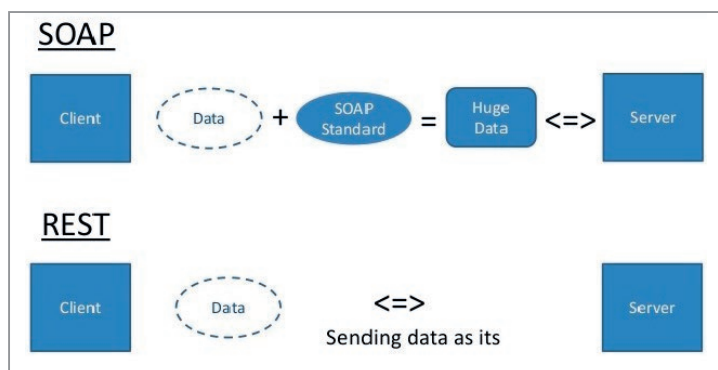 SOAP
Client
Data
+
SOAP
Standard
=
Huge
Data
<=>
Server
REST
Client
Data
<=>
Sending data as its
Server